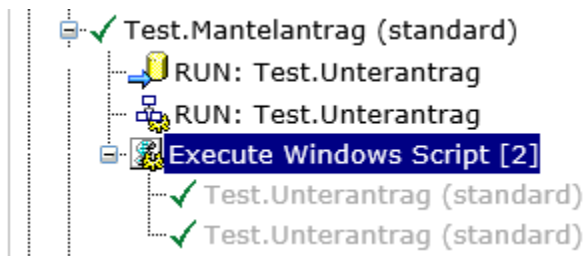 Test.Mantelantrag (standard)
RUN: Test.Unterantrag
RUN: Test.Unterantrag
Execute Windows Script [2]
Test.Unterantrag (standard)
Test.Unterantrag (standard)